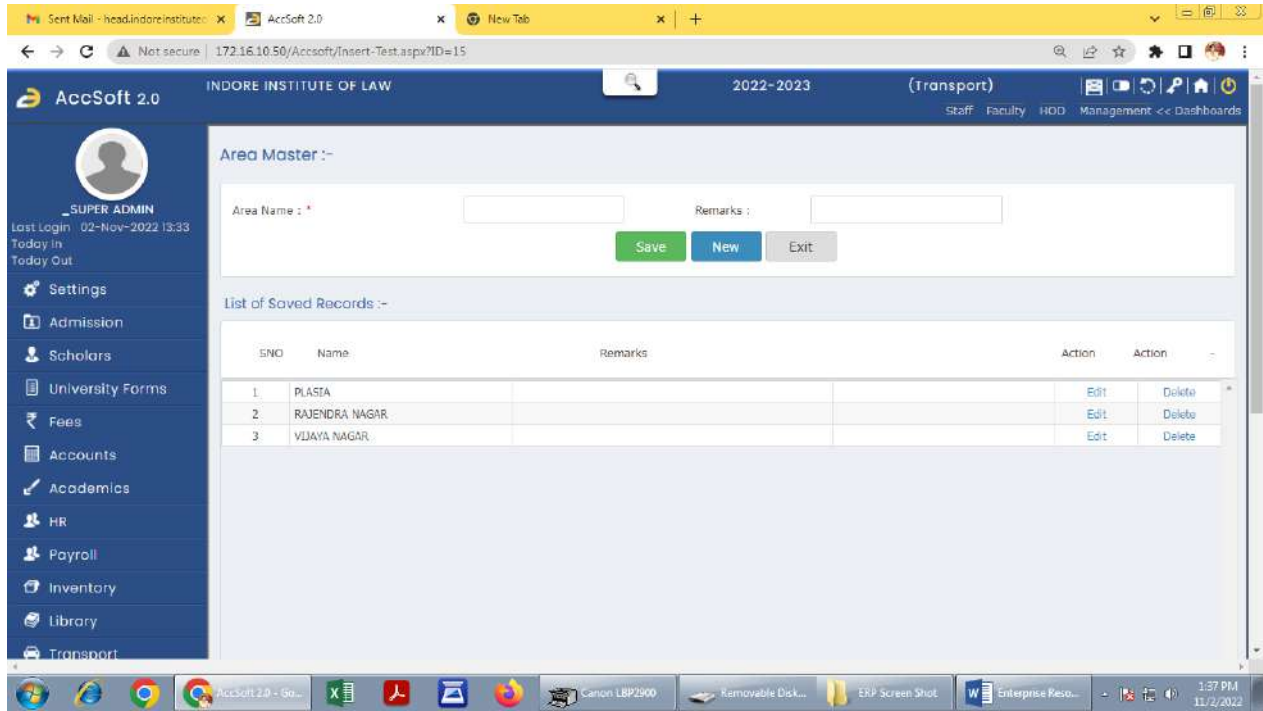 Sent Mail - head.indoreinstitute
AccSoft 2.0
New Tab
Not secure 172.16.10.50/Accsoft/Insert-Test.aspx?ID=15
AccSoft 2.0
INDORE INSTITUTE OF LAW
2022-2023
(Transport)
Staff Faculty HOD Management << Dashboards
_SUPER ADMIN
Last Login 02-Nov-2022 13:33
Today In
Today Out
Settings
Admission
Scholars
University Forms
Fees
Accounts
Academics
HR
Payroll
Inventory
Library
Transport
Area Master :-
Area Name : *
Remarks :
Save New Exit
List of Saved Records :-
SNO Name Remarks Action Action -
1 PLASIA Edit Delete
2 RAJENDRA NAGAR Edit Delete
3 VIJAYA NAGAR Edit Delete
AccSoft 2.0 - Go...
Canon LBP2900
Removable Disk...
ERP Screen Shot
Enterprise Reso...
1:37 PM
11/2/2022